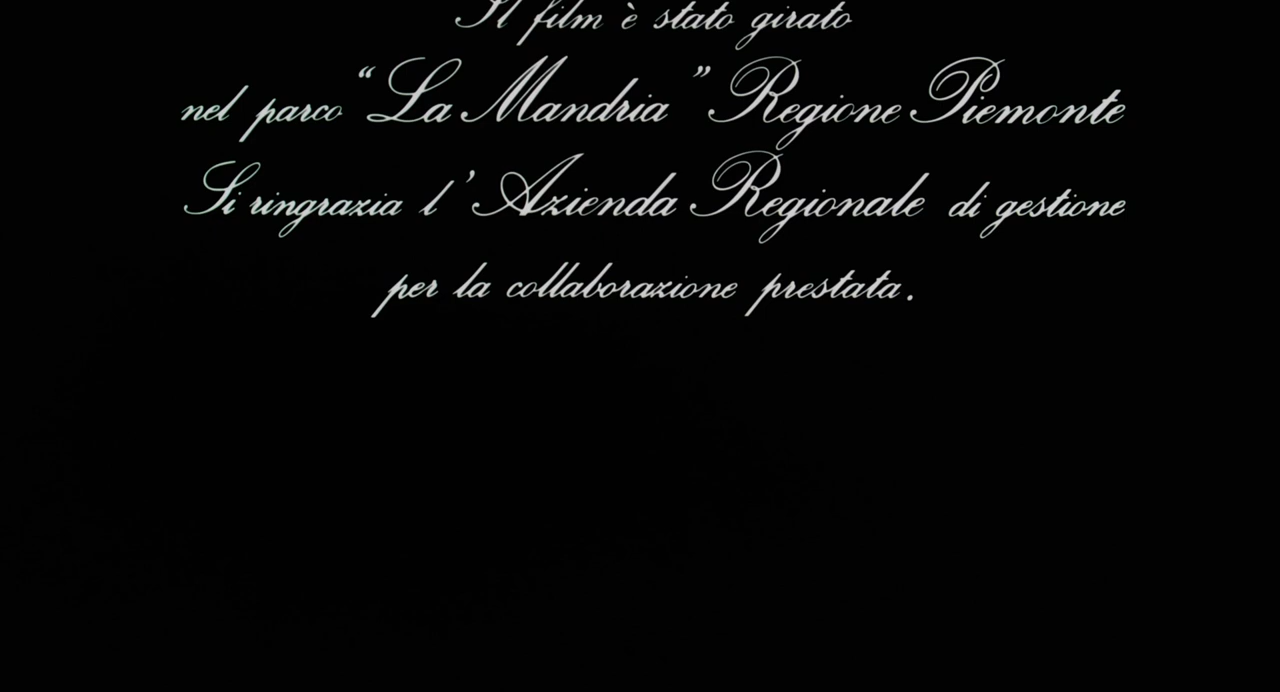 Il film è stato girato
nel parco “La Mandria” Regione Piemonte
Si ringrazia l'Azienda Regionale di gestione
per la collaborazione prestata.